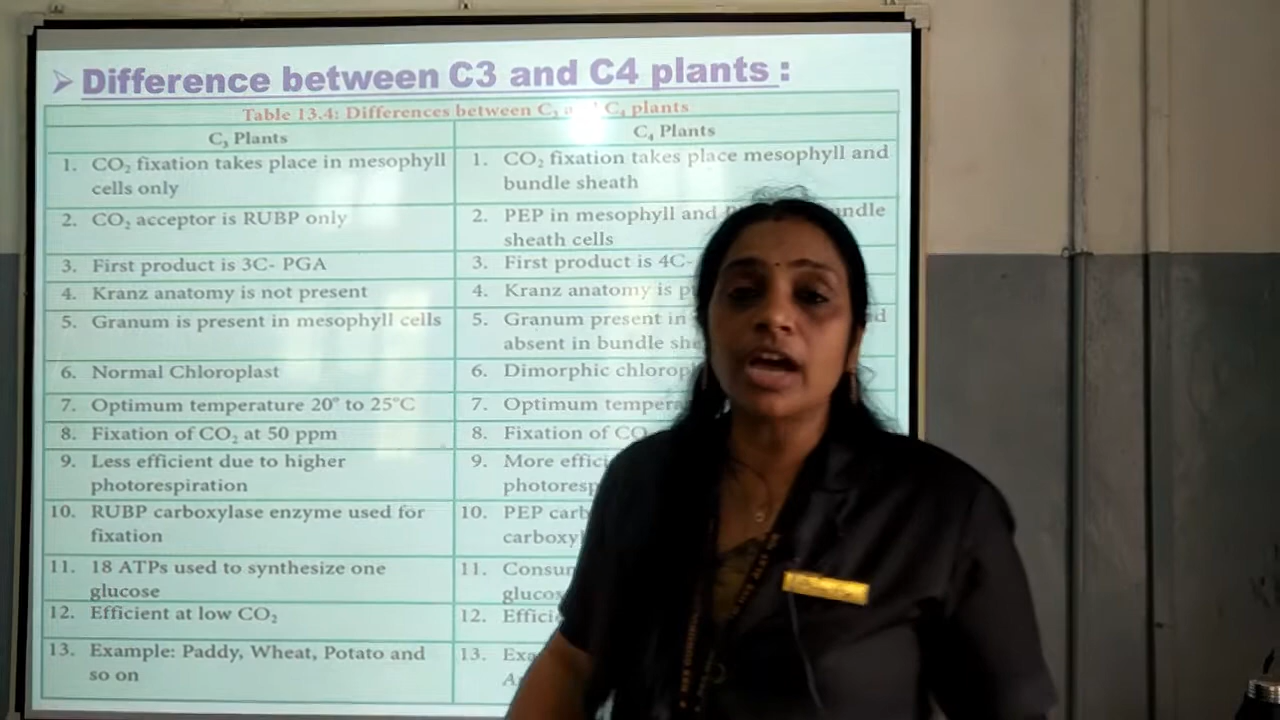 ➢ Difference between C3 and C4 plants :
Table 13.4: Differences between C₃ C₄ plants
C₃ Plants
C₄ Plants
1. CO₂ fixation takes place in mesophyll
cells only
1. CO₂ fixation takes place mesophyll and
bundle sheath
2. CO₂ acceptor is RUBP only
2. PEP in mesophyll and
sheath cells
3. First product is 3C- PGA
3. First product is 4C-
4. Kranz anatomy is not present
4. Kranz anatomy is
5. Granum is present in mesophyll cells
5. Granum present in
absent in bundle
6. Normal Chloroplast
6. Dimorphic
7. Optimum temperature 20° to 25°C
7. Optimum
8. Fixation of CO₂ at 50 ppm
8. Fixation of
9. Less efficient due to higher
photorespiration
9. More
10. RUBP carboxylase enzyme used for
fixation
10. PEP
11. 18 ATPs used to synthesize one
glucose
11.
12. Efficient at low CO₂
12.
13. Example: Paddy, Wheat, Potato and
so on
13.